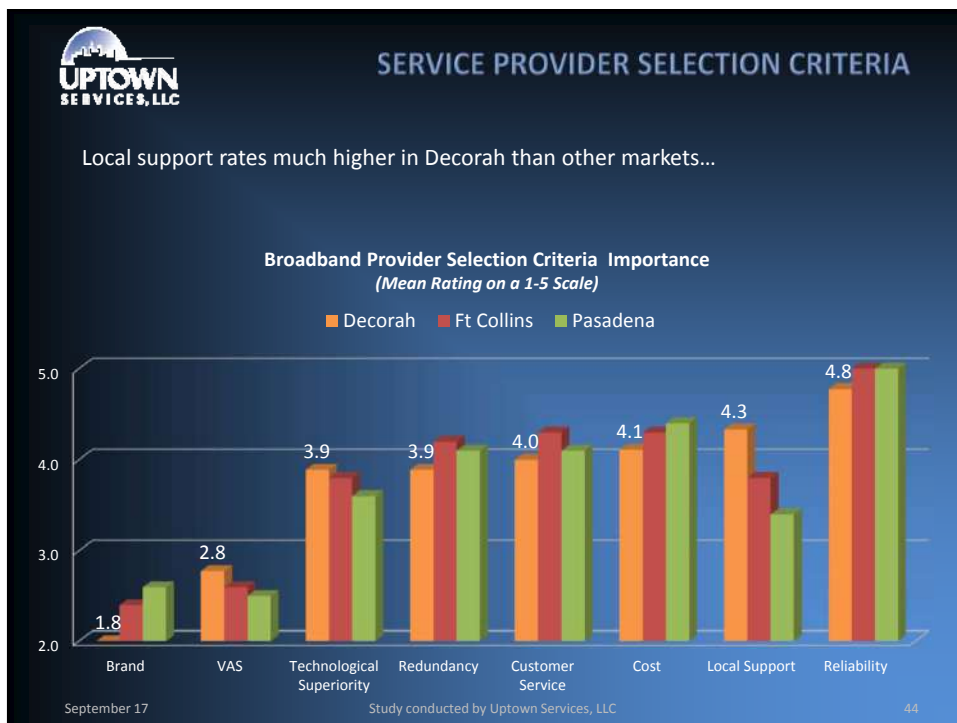 UPTOWN
SERVICES, LLC
SERVICE PROVIDER SELECTION CRITERIA
Local support rates much higher in Decorah than other markets…
Broadband Provider Selection Criteria Importance
(Mean Rating on a 1-5 Scale)
Decorah Ft Collins Pasadena
5.0
4.0
3.0
2.0
1.8
2.8
3.9
3.9
4.0
4.1
4.3
4.8
Brand
VAS
Technological
Superiority
Redundancy
Customer
Service
Cost
Local Support
Reliability
September 17
Study conducted by Uptown Services, LLC
44